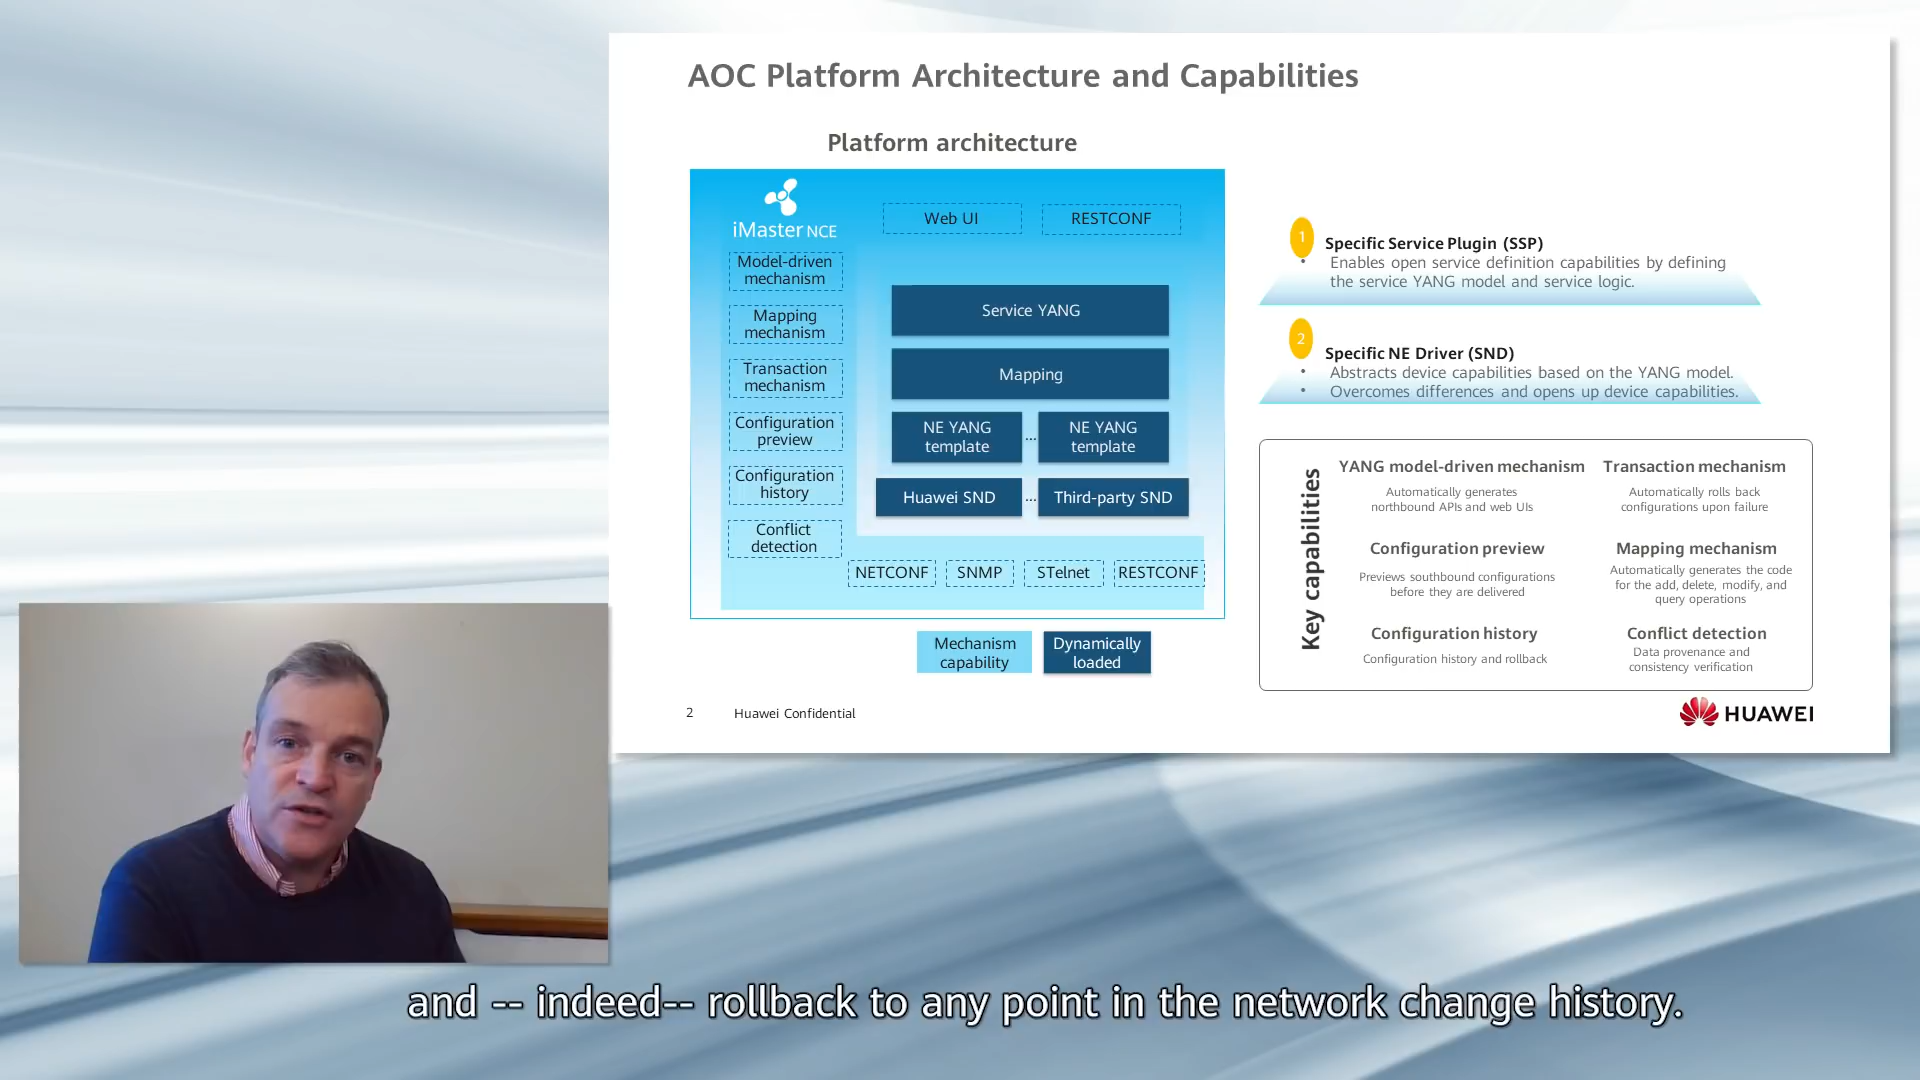 AOC Platform Architecture and Capabilities
Platform architecture
iMaster NCE
Web UI
RESTCONF
Model-driven
mechanism
Mapping
mechanism
Transaction
mechanism
Configuration
preview
Configuration
history
Conflict
detection
Service YANG
Mapping
NE YANG
template
...
NE YANG
template
Huawei SND
...
Third-party SND
NETCONF
SNMP
STelnet
RESTCONF
Mechanism
capability
Dynamically
loaded
1
Specific Service Plugin (SSP)
• Enables open service definition capabilities by defining
the service YANG model and service logic.
2
Specific NE Driver (SND)
• Abstracts device capabilities based on the YANG model.
• Overcomes differences and opens up device capabilities.
Key capabilities
YANG model-driven mechanism
Automatically generates
northbound APIs and web UIs
Transaction mechanism
Automatically rolls back
configurations upon failure
Configuration preview
Previews southbound configurations
before they are delivered
Mapping mechanism
Automatically generates the code
for the add, delete, modify, and
query operations
Configuration history
Configuration history and rollback
Conflict detection
Data provenance and
consistency verification
2
Huawei Confidential
HUAWEI
and -- indeed-- rollback to any point in the network change history.